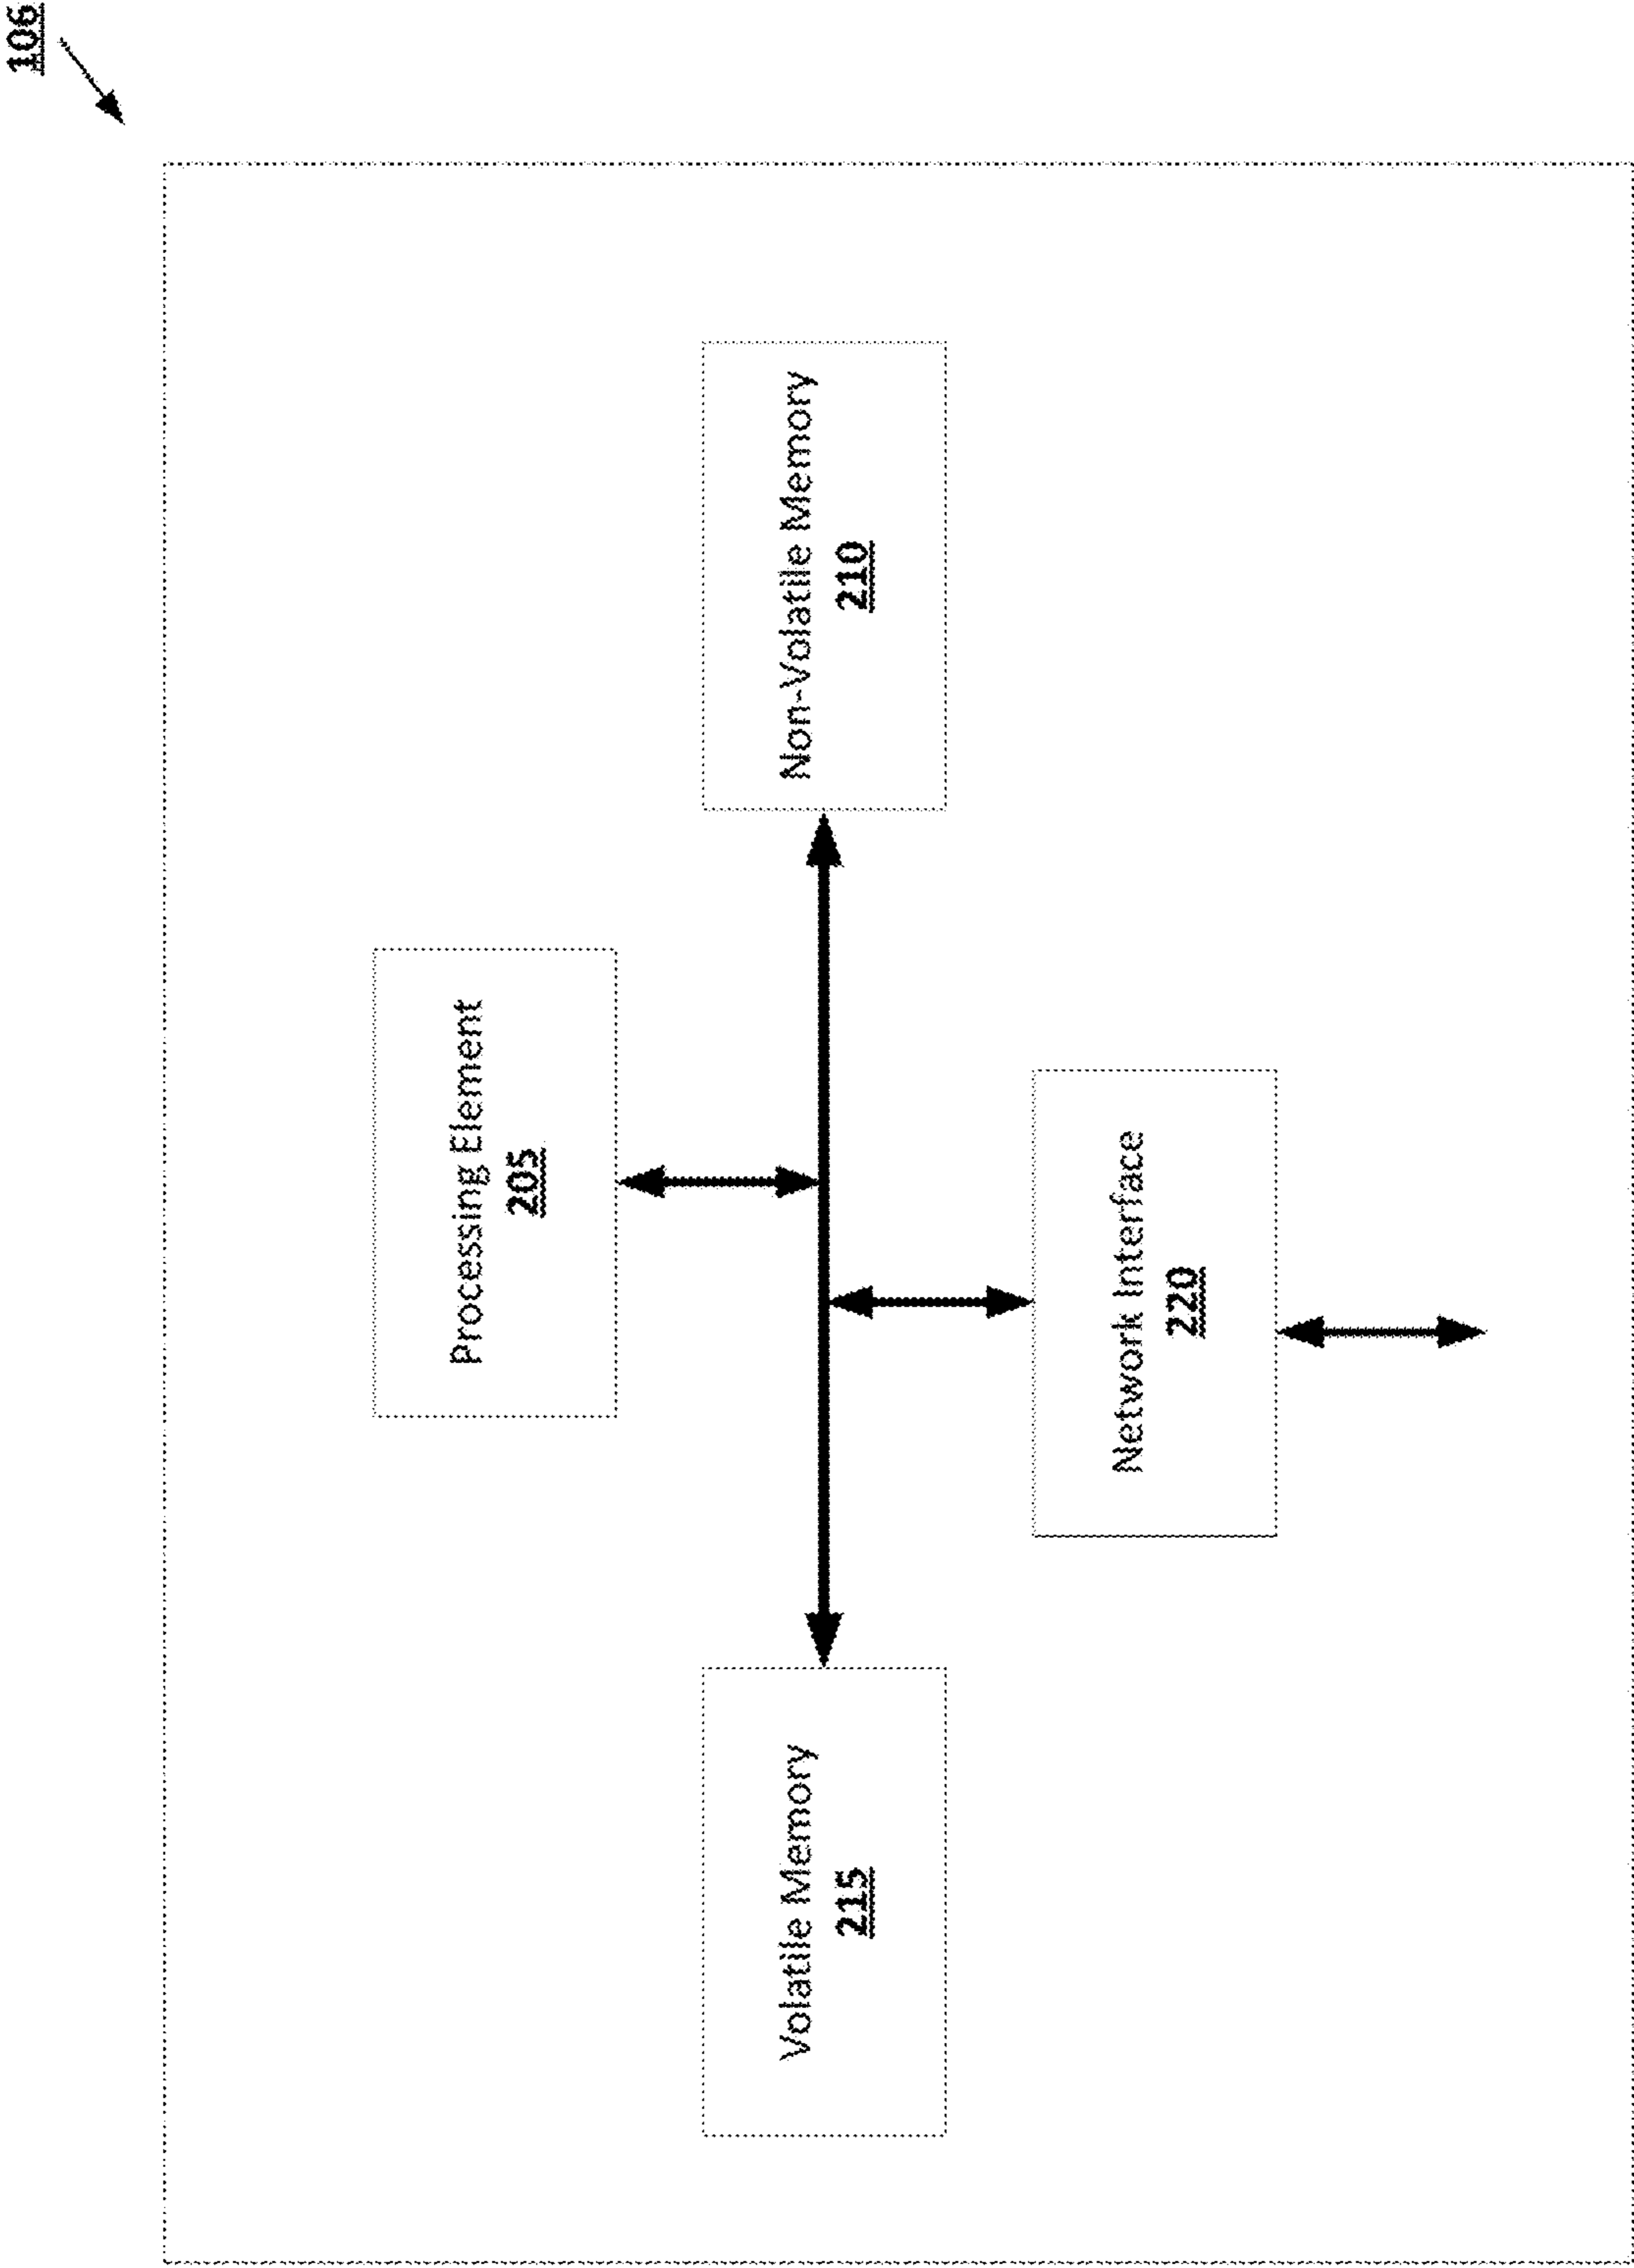 106
Processing Element
205
Volatile Memory
215
Non-Volatile Memory
210
Network Interface
220